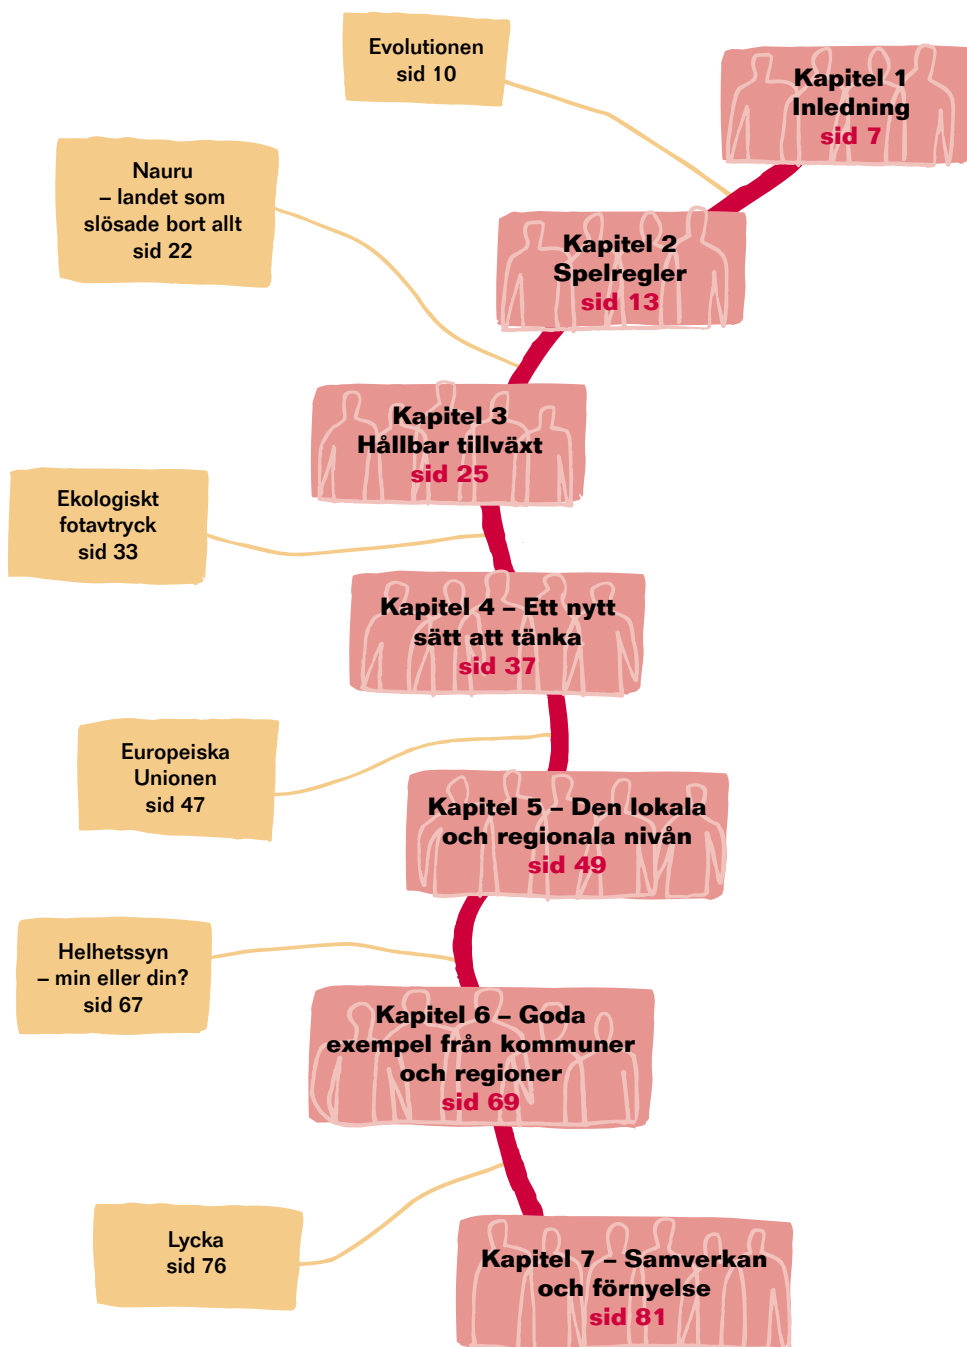 Evolutionen
sid 10
Kapitel 1
Inledning
sid 7
Nauru
– landet som
slösade bort allt
sid 22
Kapitel 2
Spelregler
sid 13
Kapitel 3
Hållbar tillväxt
sid 25
Ekologiskt
fotavtryck
sid 33
Kapitel 4 – Ett nytt
sätt att tänka
sid 37
Europeiska
Unionen
sid 47
Kapitel 5 – Den lokala
och regionala nivån
sid 49
Helhetssyn
– min eller din?
sid 67
Kapitel 6 – Goda
exempel från kommuner
och regioner
sid 69
Lycka
sid 76
Kapitel 7 – Samverkan
och förnyelse
sid 81